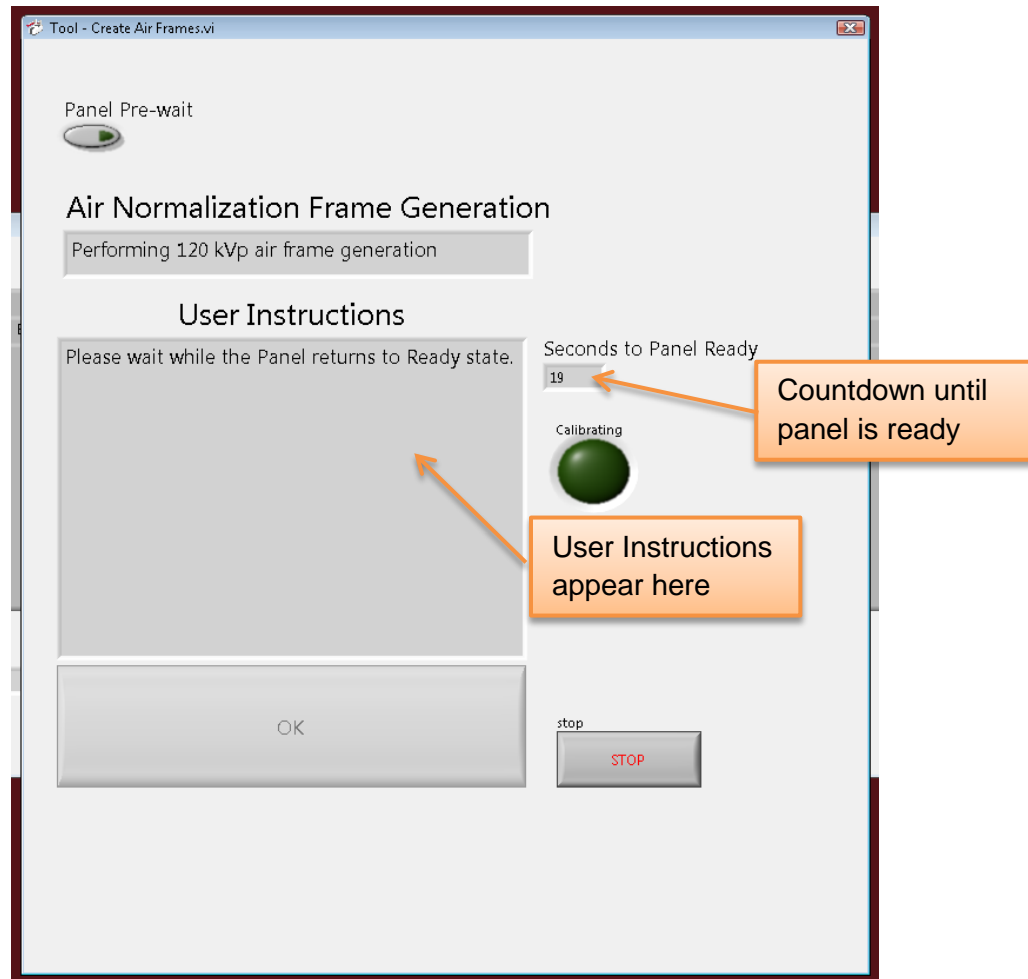 Tool - Create Air Frames.vi
Panel Pre-wait
Air Normalization Frame Generation
Performing 120 kVp air frame generation
User Instructions
Please wait while the Panel returns to Ready state.
Seconds to Panel Ready
19
Countdown until
panel is ready
Calibrating
User Instructions
appear here
OK
stop
STOP